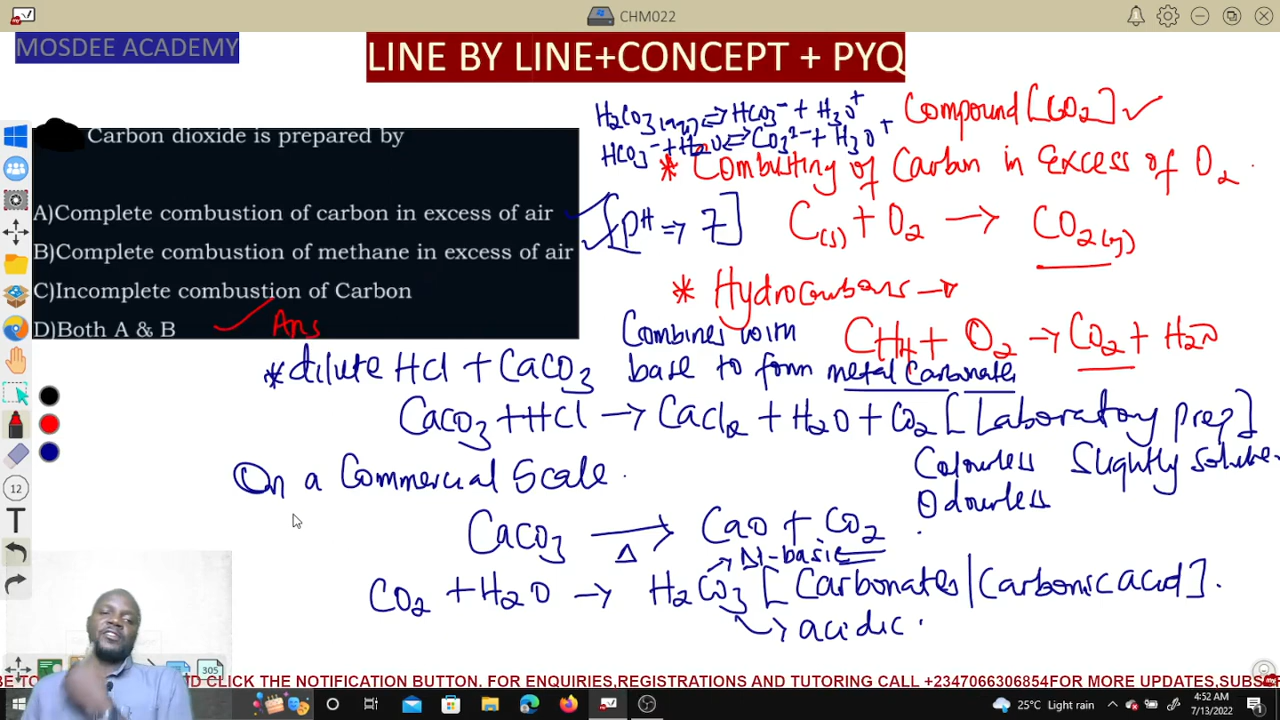 CHM022
MOSDEE ACADEMY
LINE BY LINE+CONCEPT + PYQ
Carbon dioxide is prepared by
A)Complete combustion of carbon in excess of air
B)Complete combustion of methane in excess of air
C)Incomplete combustion of Carbon
D)Both A & B
Ans
H2CO3(aq) ⇌ HCO3⁻ + H3O⁺
HCO3⁻ + H2O ⇌ CO3²⁻ + H3O⁺
Compound [CO2] ✓
* Combusting of Carbon in Excess of O2
[pH => 7]
C(s) + O2 → CO2(g)
* Hydrocarbons →
CH4 + O2 → CO2 + H2O
Combines with
base to form metal Carbonates
*dilute HCl + CaCO3
CaCO3 + HCl → CaCl2 + H2O + CO2 [Laboratory prep]
Colourless Slightly soluble
Odourless
On a Commercial Scale
CaCO3 → CaO + CO2
Δ
CO2 + H2O → H2CO3 [Carbonates|Carbonic acid].
→ acidic
12
T
305
CLICK THE NOTIFICATION BUTTON. FOR ENQUIRIES,REGISTRATIONS AND TUTORING CALL +2347066306854FOR MORE UPDATES,SUBSC
25°C Light rain
4:52 AM
7/13/2022